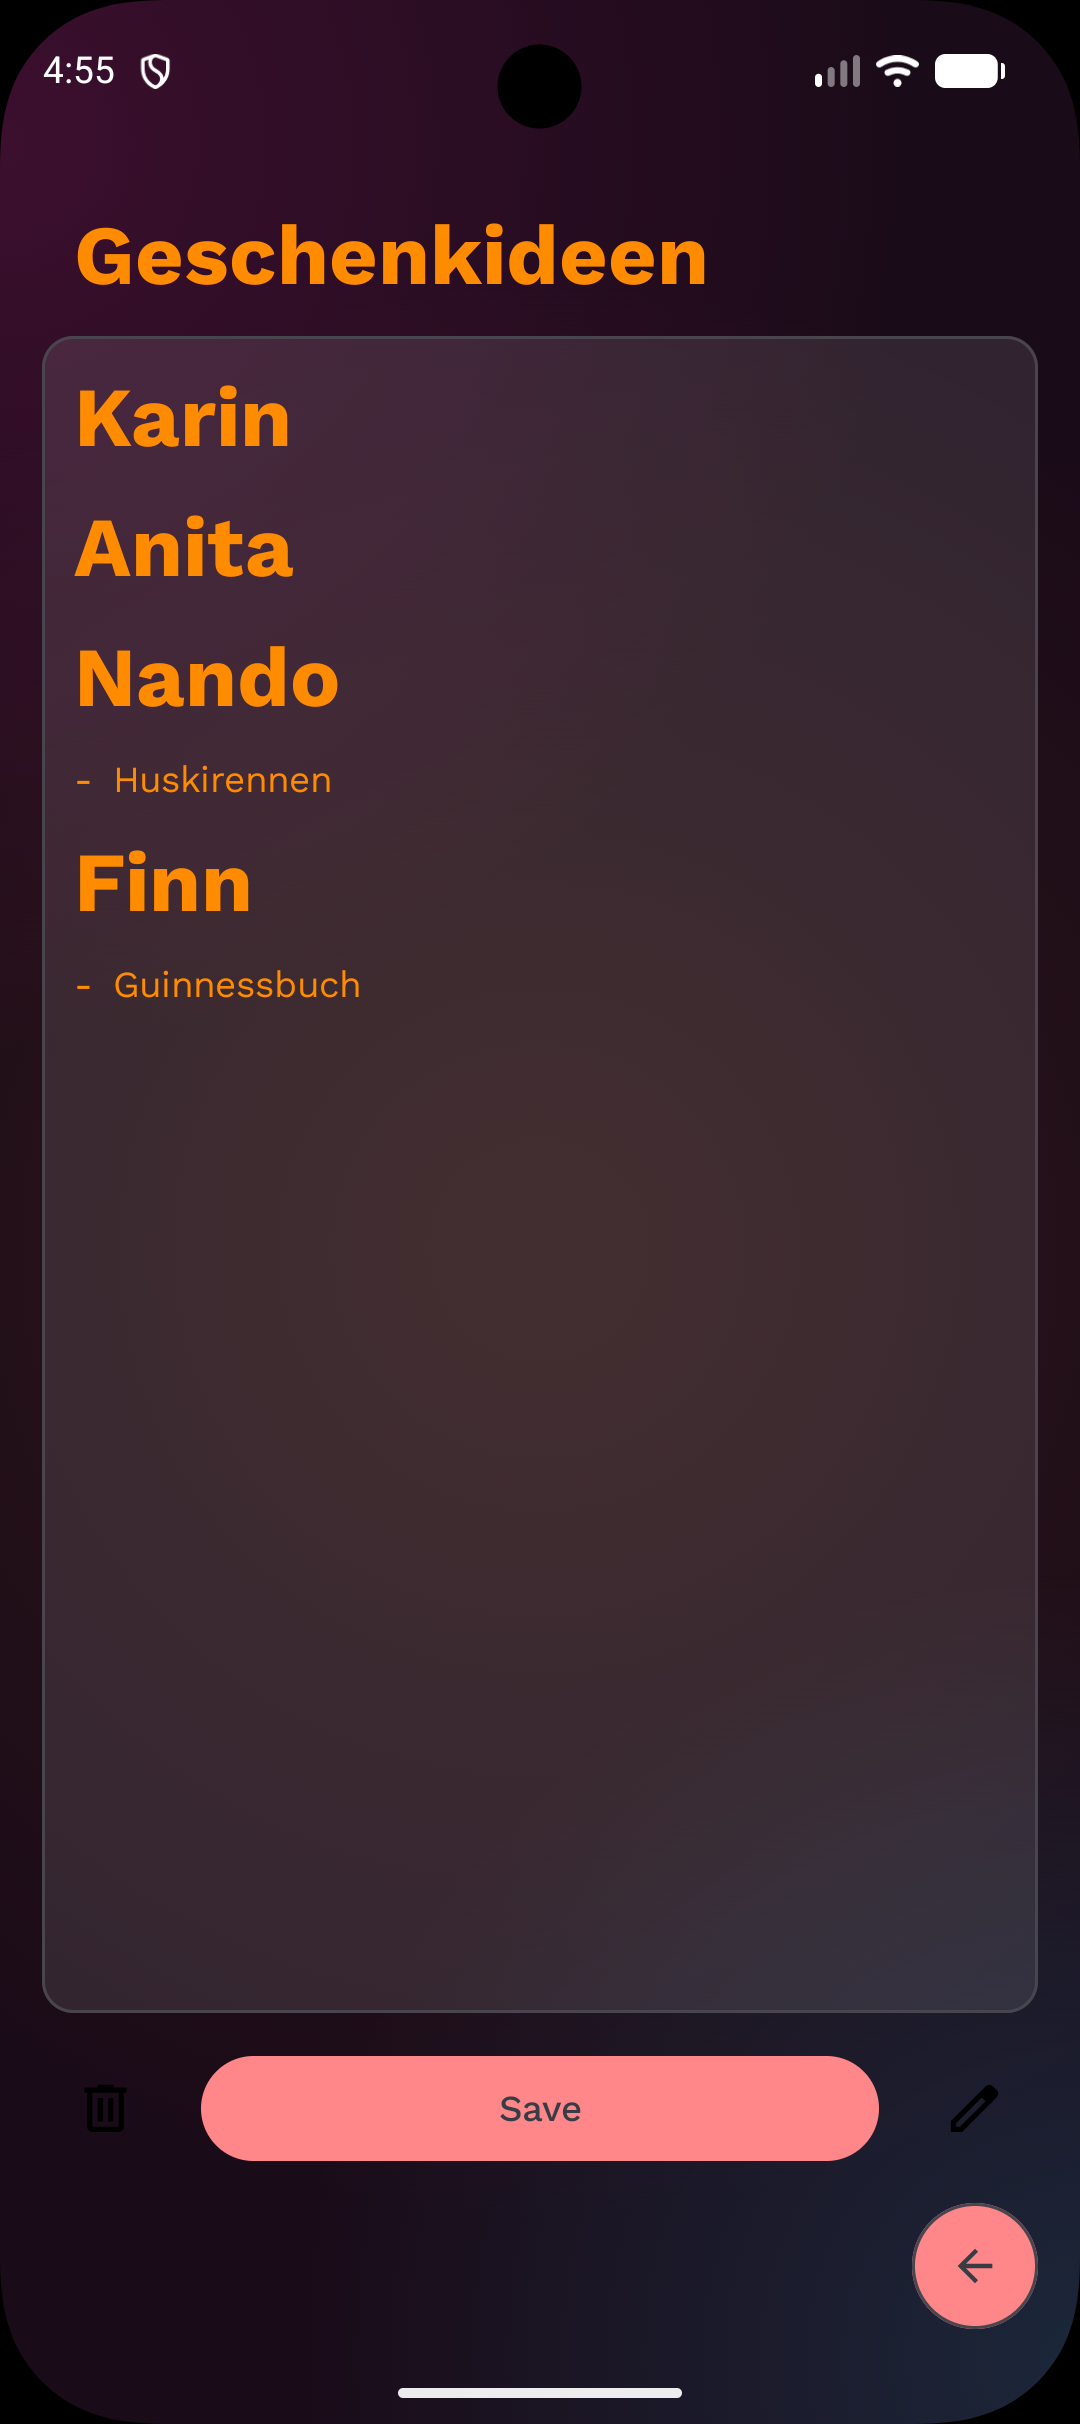 4:55
Geschenkideen
Karin
Anita
Nando
- Huskirennen
Finn
- Guinnessbuch
Save